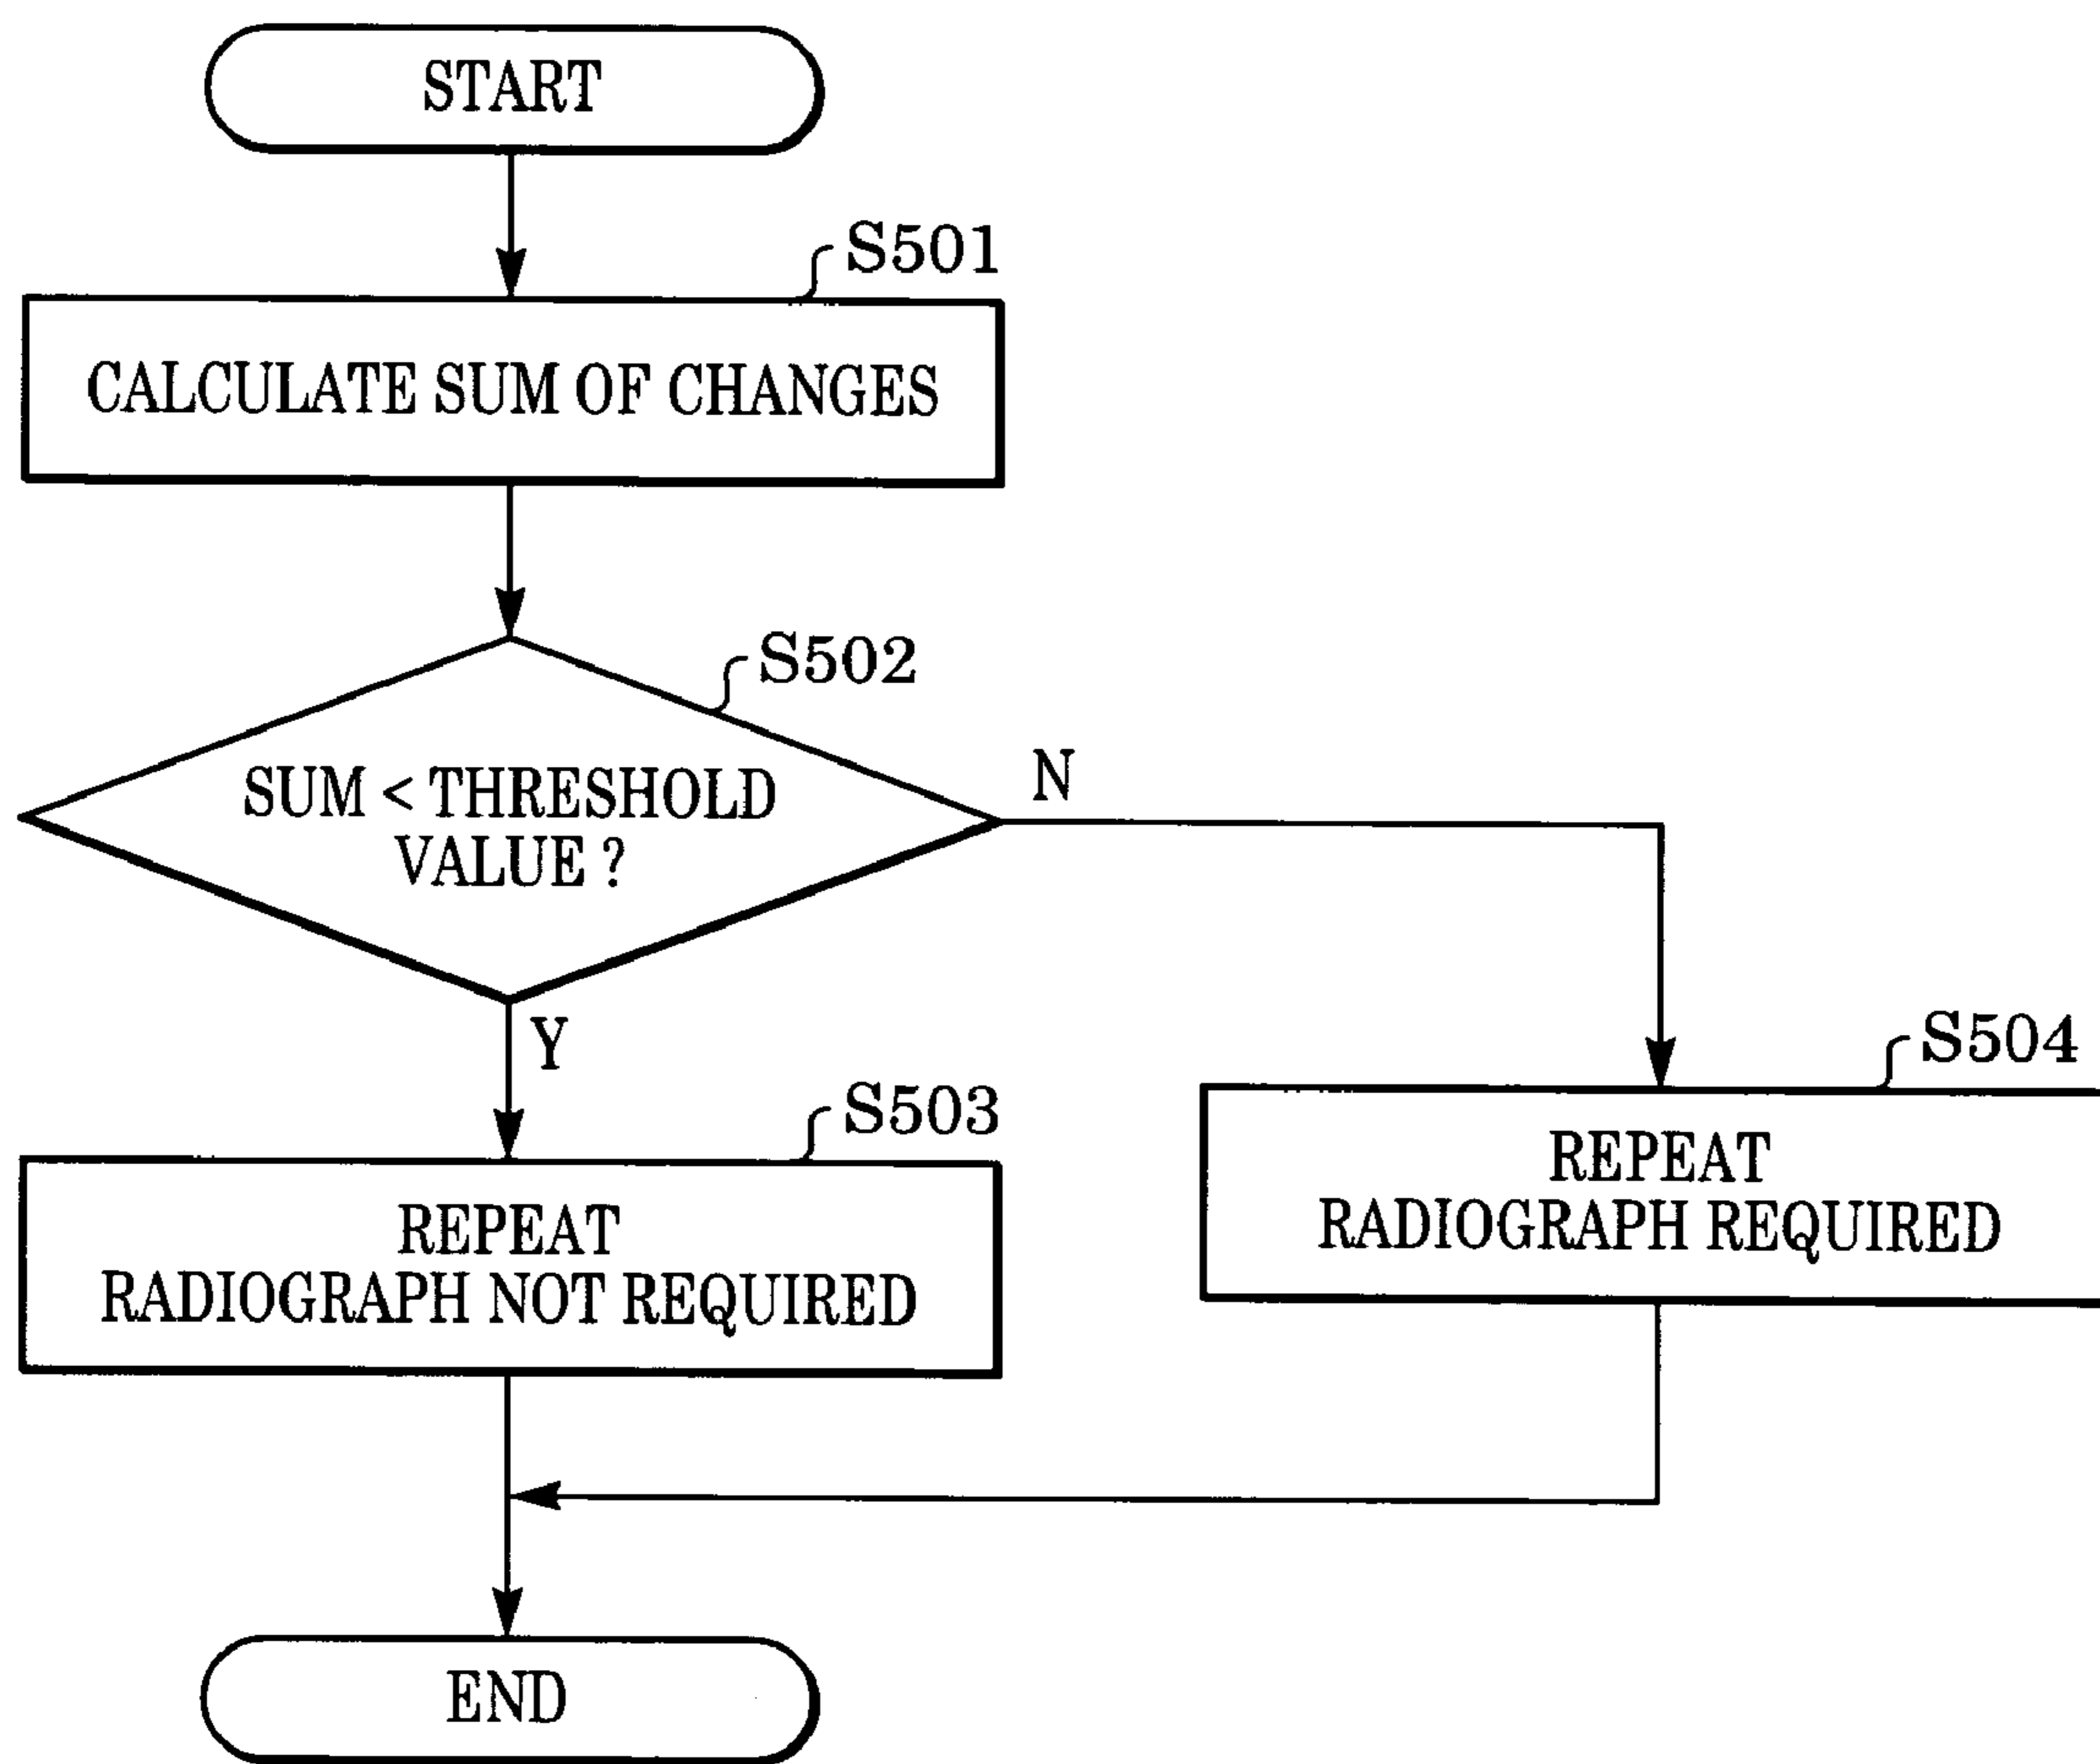 START
S501
CALCULATE SUM OF CHANGES
S502
SUM < THRESHOLD
VALUE ?
N
Y
S503
REPEAT
RADIOGRAPH NOT REQUIRED
S504
REPEAT
RADIOGRAPH REQUIRED
END